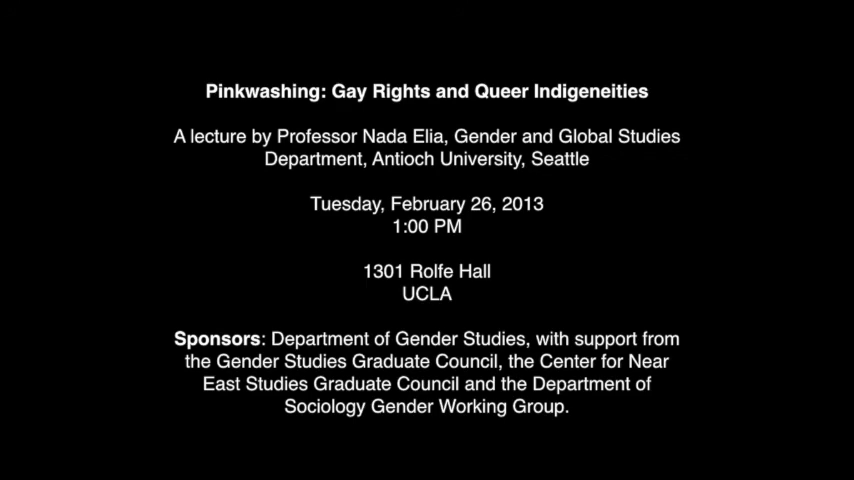 Pinkwashing: Gay Rights and Queer Indigeneities
A lecture by Professor Nada Elia, Gender and Global Studies
Department, Antioch University, Seattle
Tuesday, February 26, 2013
1:00 PM
1301 Rolfe Hall
UCLA
Sponsors: Department of Gender Studies, with support from
the Gender Studies Graduate Council, the Center for Near
East Studies Graduate Council and the Department of
Sociology Gender Working Group.